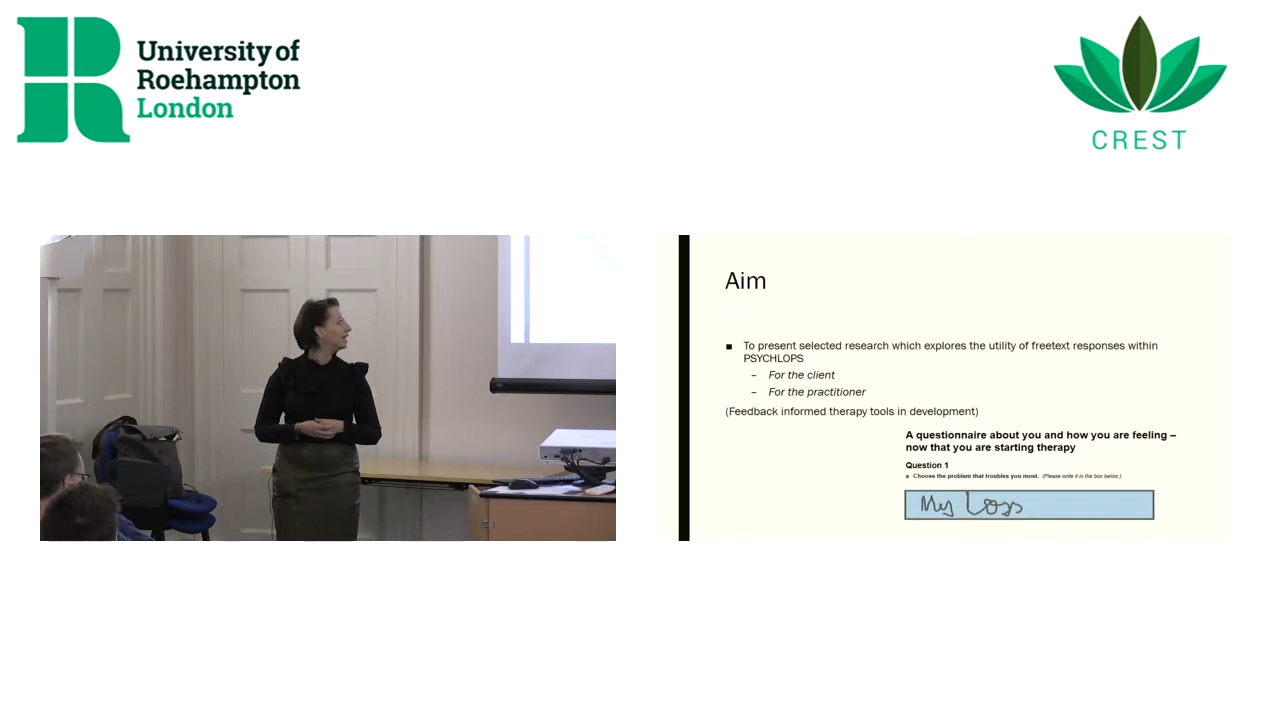 University of
Roehampton
London
CREST
Aim
■ To present selected research which explores the utility of freetext responses within
PSYCHLOPS
– For the client
– For the practitioner
(Feedback informed therapy tools in development)
A questionnaire about you and how you are feeling –
now that you are starting therapy
Question 1
a Choose the problem that troubles you most. (Please write it in the box below.)
My Loss